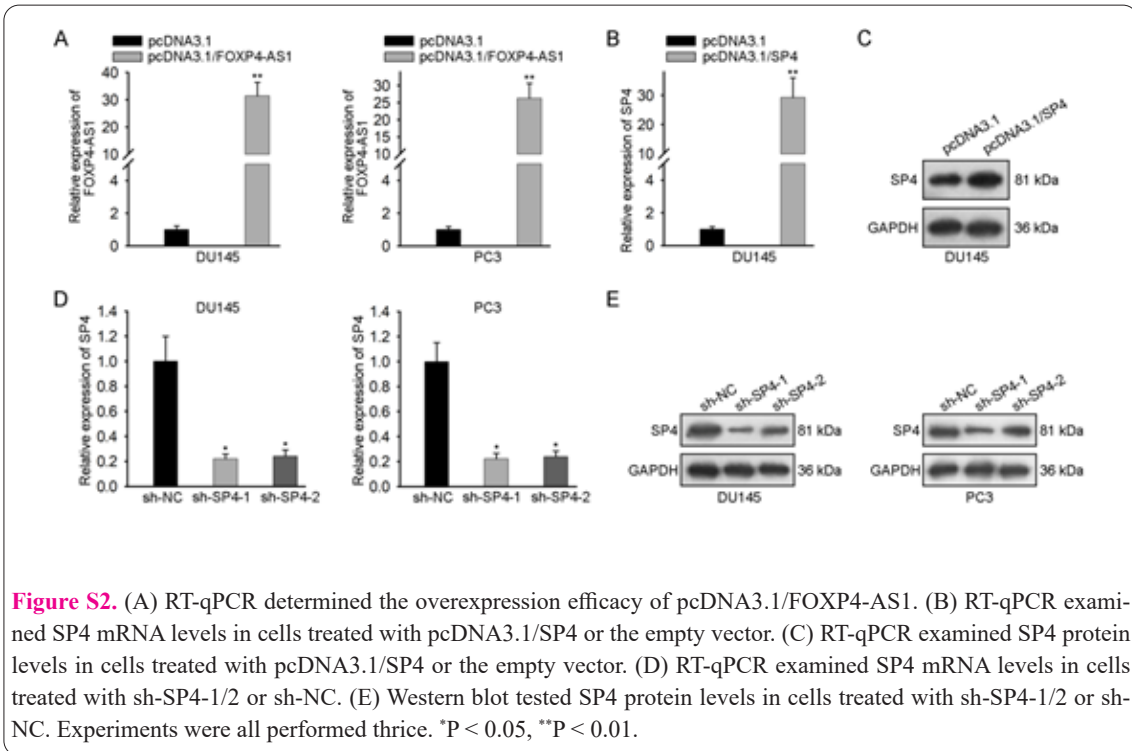 A
pcDNA3.1
pcDNA3.1/FOXP4-AS1
Relative expression of
FOXP4-AS1
40
30
20
10
4
2
0
**
DU145
pcDNA3.1
pcDNA3.1/FOXP4-AS1
Relative expression of
FOXP4-AS1
30
20
10
4
2
0
**
PC3
B
pcDNA3.1
pcDNA3.1/SP4
Relative expression of SP4
30
20
10
4
2
0
**
DU145
C
pcDNA3.1
pcDNA3.1/SP4
SP4
81 kDa
GAPDH
36 kDa
DU145
D
DU145
Relative expression of SP4
1.4
1.2
1.0
0.8
0.6
0.4
0.2
0.0
*
*
sh-NC sh-SP4-1 sh-SP4-2
PC3
Relative expression of SP4
1.4
1.2
1.0
0.8
0.6
0.4
0.2
0.0
*
*
sh-NC sh-SP4-1 sh-SP4-2
E
sh-NC
sh-SP4-1
sh-SP4-2
SP4
81 kDa
GAPDH
36 kDa
DU145
sh-NC
sh-SP4-1
sh-SP4-2
SP4
81 kDa
GAPDH
36 kDa
PC3
Figure S2. (A) RT-qPCR determined the overexpression efficacy of pcDNA3.1/FOXP4-AS1. (B) RT-qPCR exami-
ned SP4 mRNA levels in cells treated with pcDNA3.1/SP4 or the empty vector. (C) RT-qPCR examined SP4 protein
levels in cells treated with pcDNA3.1/SP4 or the empty vector. (D) RT-qPCR examined SP4 mRNA levels in cells
treated with sh-SP4-1/2 or sh-NC. (E) Western blot tested SP4 protein levels in cells treated with sh-SP4-1/2 or sh-
NC. Experiments were all performed thrice. *P < 0.05, **P < 0.01.